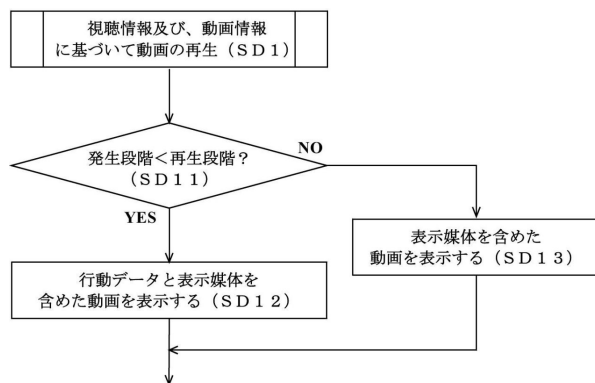 視聴情報及び、動画情報
に基づいて動画の再生（ＳＤ１）
発生段階＜再生段階？
（ＳＤ１１）
NO
YES
表示媒体を含めた
動画を表示する（ＳＤ１３）
行動データと表示媒体を
含めた動画を表示する（ＳＤ１２）